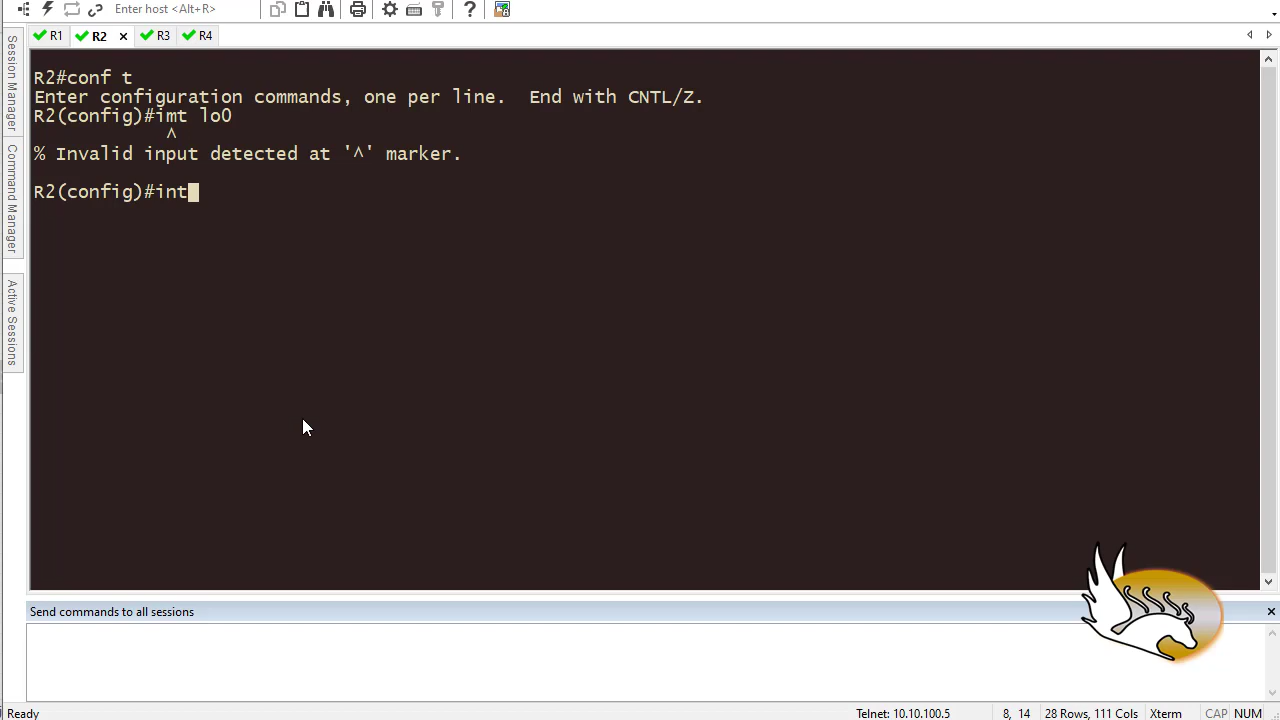 Enter host <Alt+R>
R1
R2
R3
R4
Session Manager
Command Manager
Active Sessions
R2#conf t
Enter configuration commands, one per line.  End with CNTL/Z.
R2(config)#imt lo0
^
% Invalid input detected at '^' marker.
R2(config)#int
Send commands to all sessions
Ready
Telnet: 10.10.100.5
8, 14
28 Rows, 111 Cols
Xterm
CAP
NUM